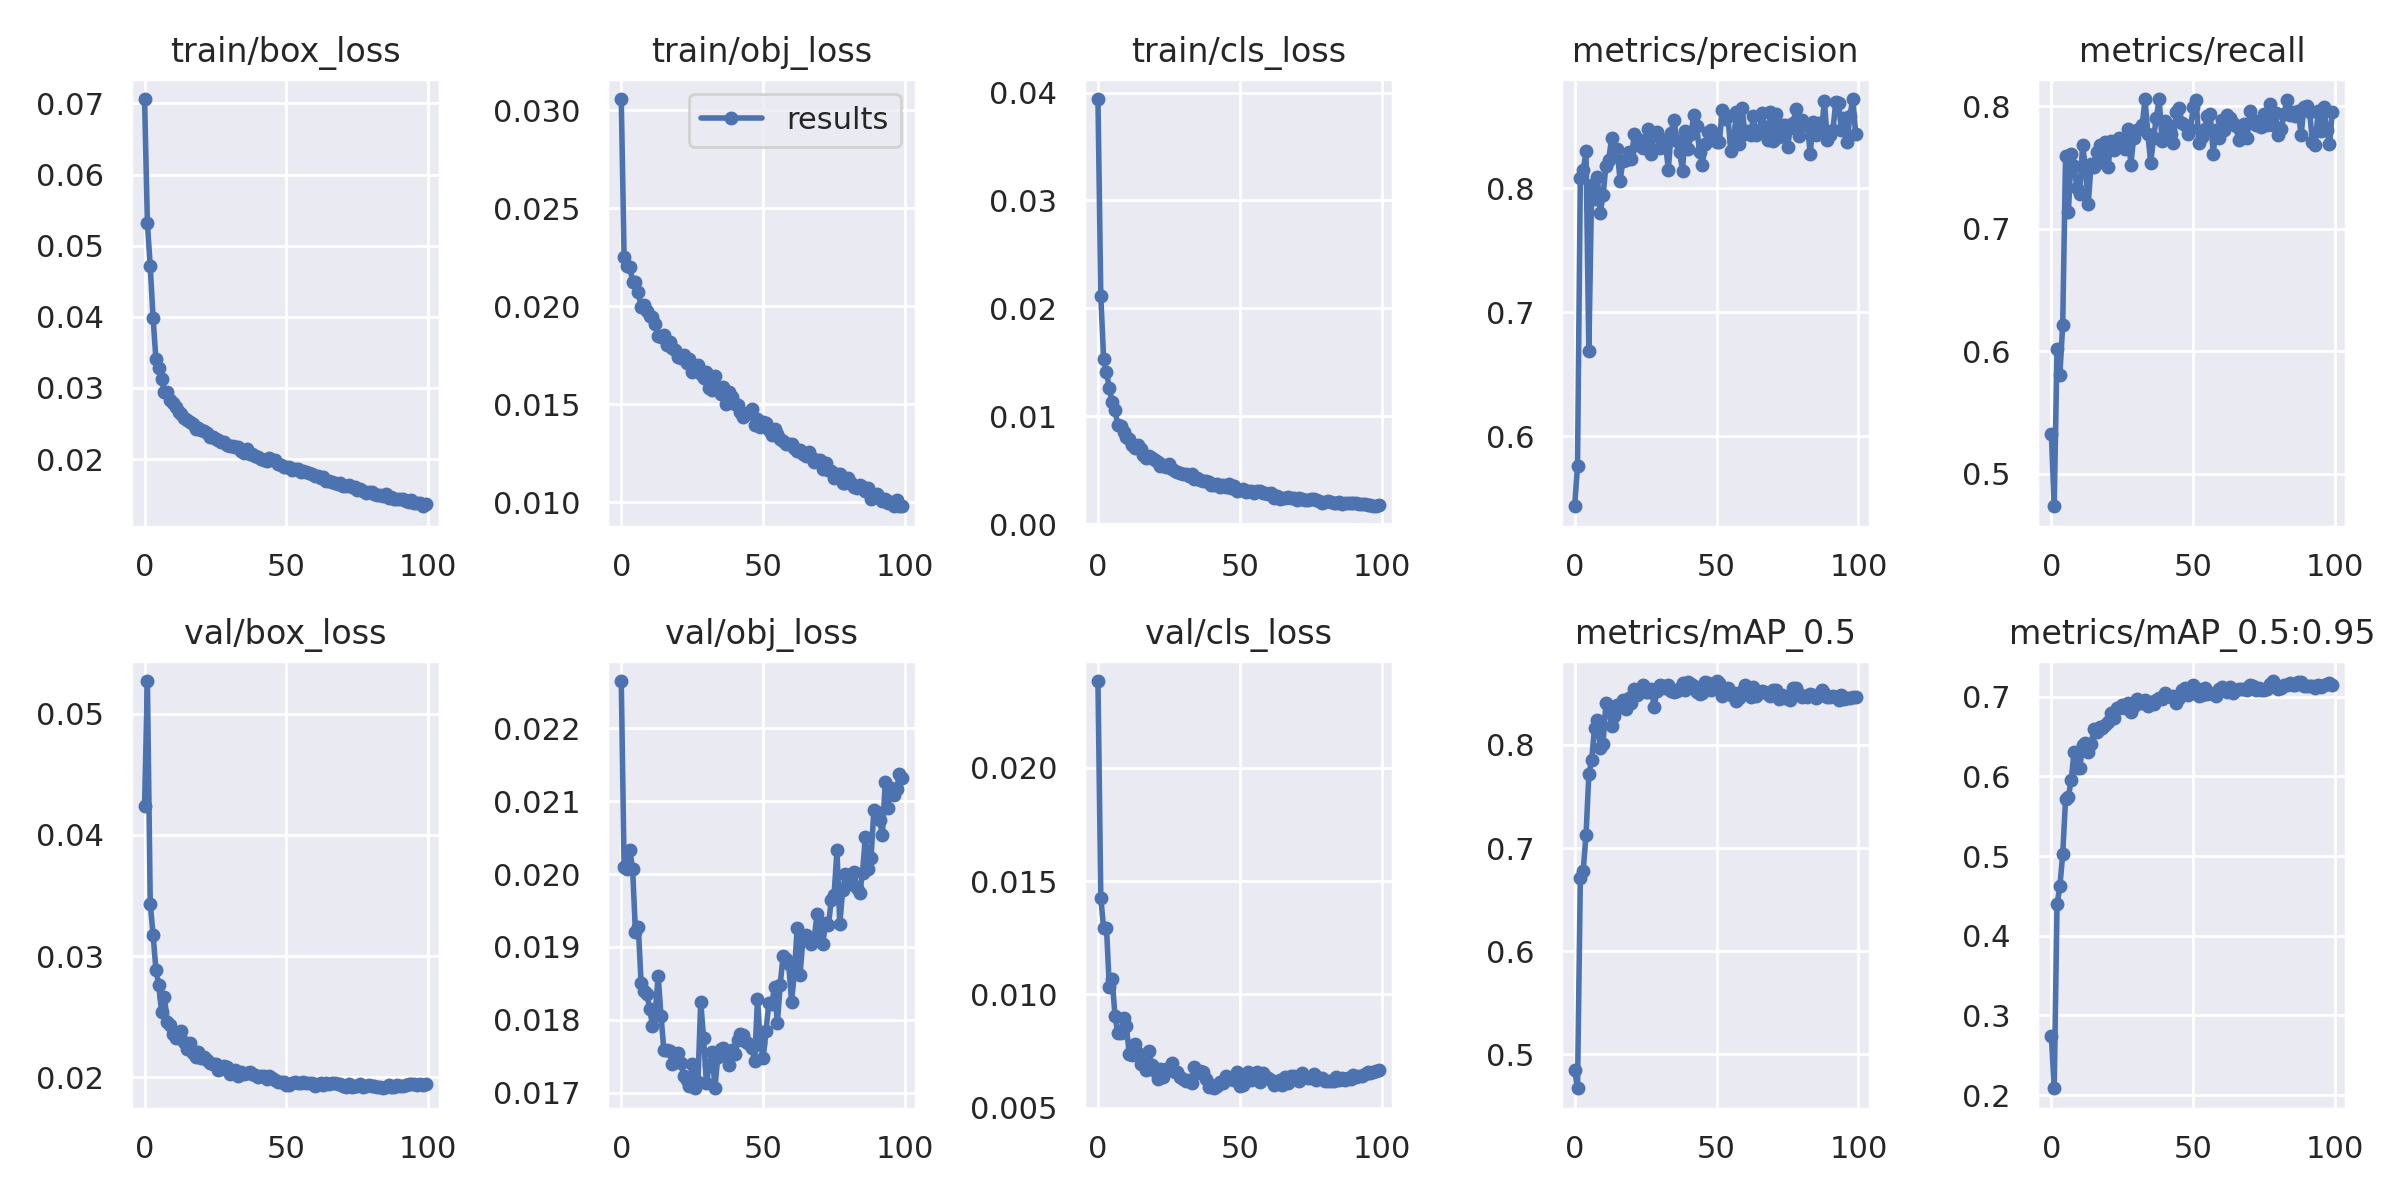 train/box_loss train/obj_loss train/cls_loss metrics/precision metrics/recall
0.07 0.06 0.05 0.04 0.03 0.02
0 50 100
0.030 0.025 0.020 0.015 0.010
results
0 50 100
0.04 0.03 0.02 0.01 0.00
0 50 100
0.8 0.7 0.6
0 50 100
0.8 0.7 0.6 0.5
0 50 100
val/box_loss val/obj_loss val/cls_loss metrics/mAP_0.5 metrics/mAP_0.5:0.95
0.05 0.04 0.03 0.02
0 50 100
0.022 0.021 0.020 0.019 0.018 0.017
0 50 100
0.020 0.015 0.010 0.005
0 50 100
0.8 0.7 0.6 0.5
0 50 100
0.7 0.6 0.5 0.4 0.3 0.2
0 50 100